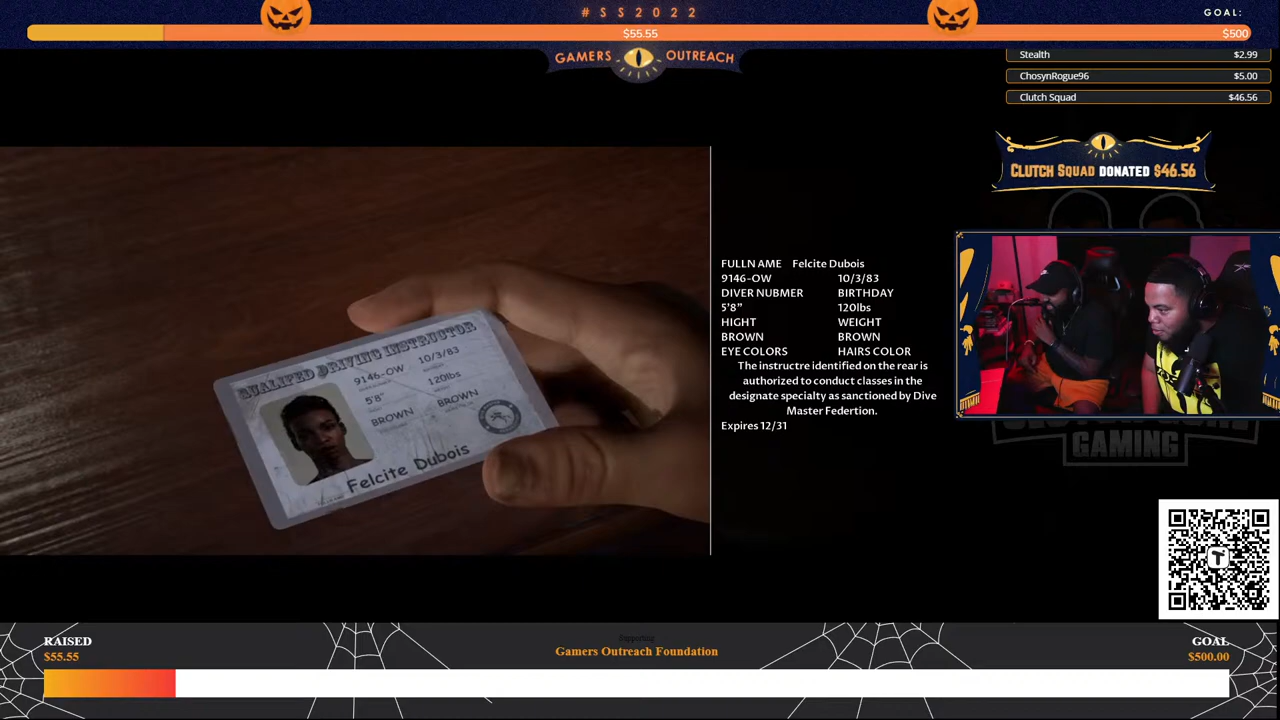 #SS2022
GOAL:
$55.55
$500
GAMERS OUTREACH
Stealth $2.99
ChosynRogue96 $5.00
Clutch Squad $46.56
CLUTCH SQUAD DONATED $46.56
QUALIFED DRIVING INSTRUCTOR
9146-OW 10/3/83
5'8" 120lbs
BROWN BROWN
Felcite Dubois
FULLN AME Felcite Dubois
9146-OW 10/3/83
DIVER NUBMER BIRTHDAY
5'8" 120lbs
HIGHT WEIGHT
BROWN BROWN
EYE COLORS HAIRS COLOR
The instructre identified on the rear is
authorized to conduct classes in the
designate specialty as sanctioned by Dive
Master Federtion.
Expires 12/31
GAMING
RAISED
$55.55
Supporting
Gamers Outreach Foundation
GOAL
$500.00